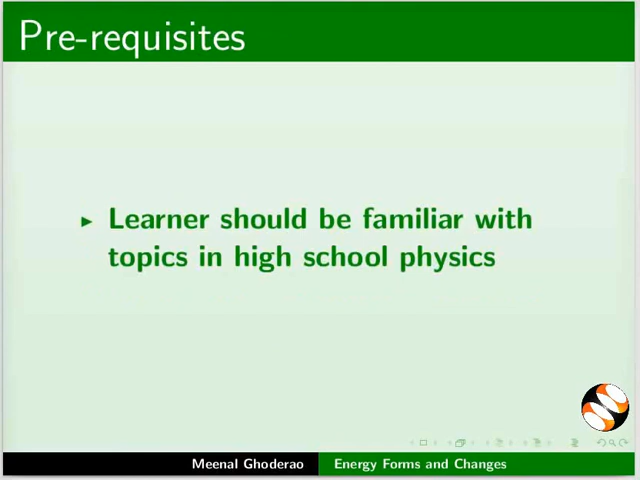 Pre-requisites
Learner should be familiar with
topics in high school physics
Meenal Ghoderao
Energy Forms and Changes